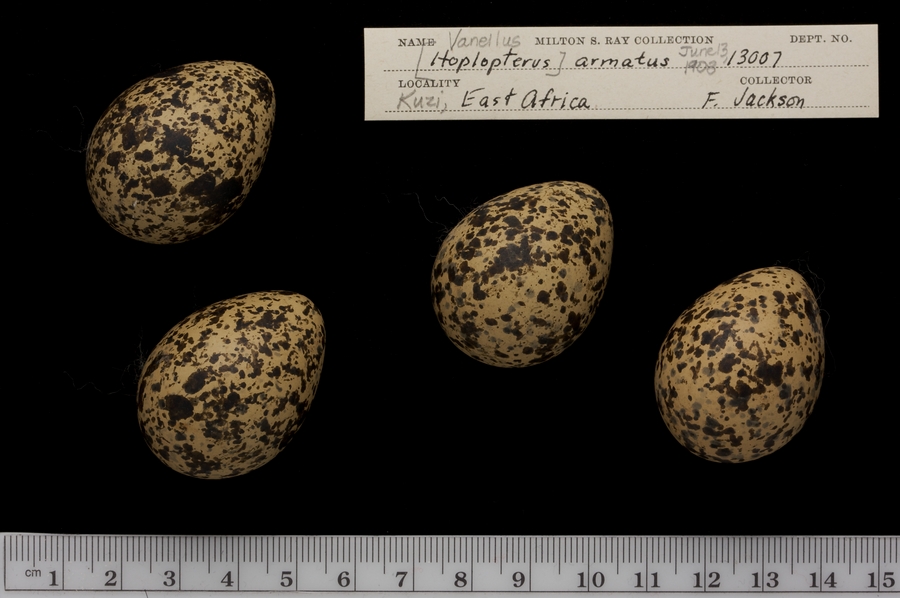 NAME Vanellus MILTON S. RAY COLLECTION DEPT. NO.
[Hoplopterus] armatus June 13, 1908 13007
LOCALITY COLLECTOR
East Africa F. Jackson
cm 1 2 3 4 5 6 7 8 9 10 11 12 13 14 15